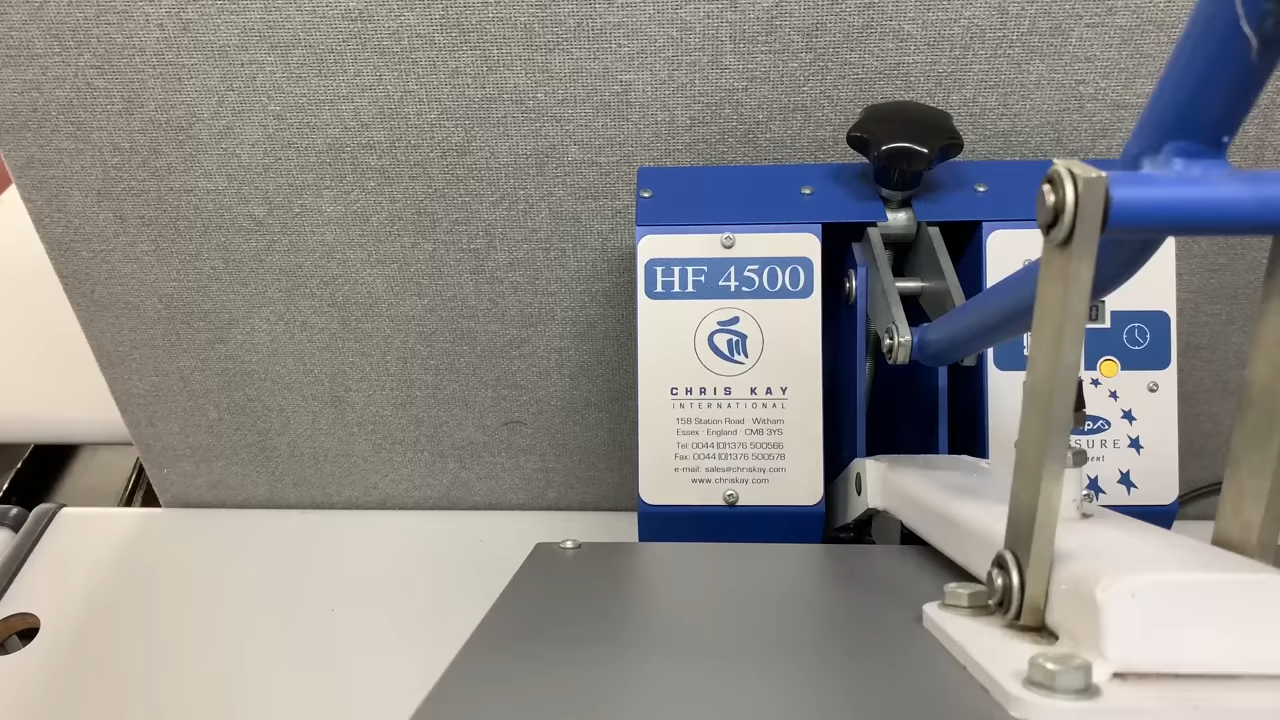 HF 4500
CHRIS KAY
INTERNATIONAL
158 Station Road · Witham
Essex · England · CM8 3YS
Tel: 0044 (0)1376 500566
Fax: 0044 (0)1376 500578
e-mail: sales@chriskay.com
www.chriskay.com